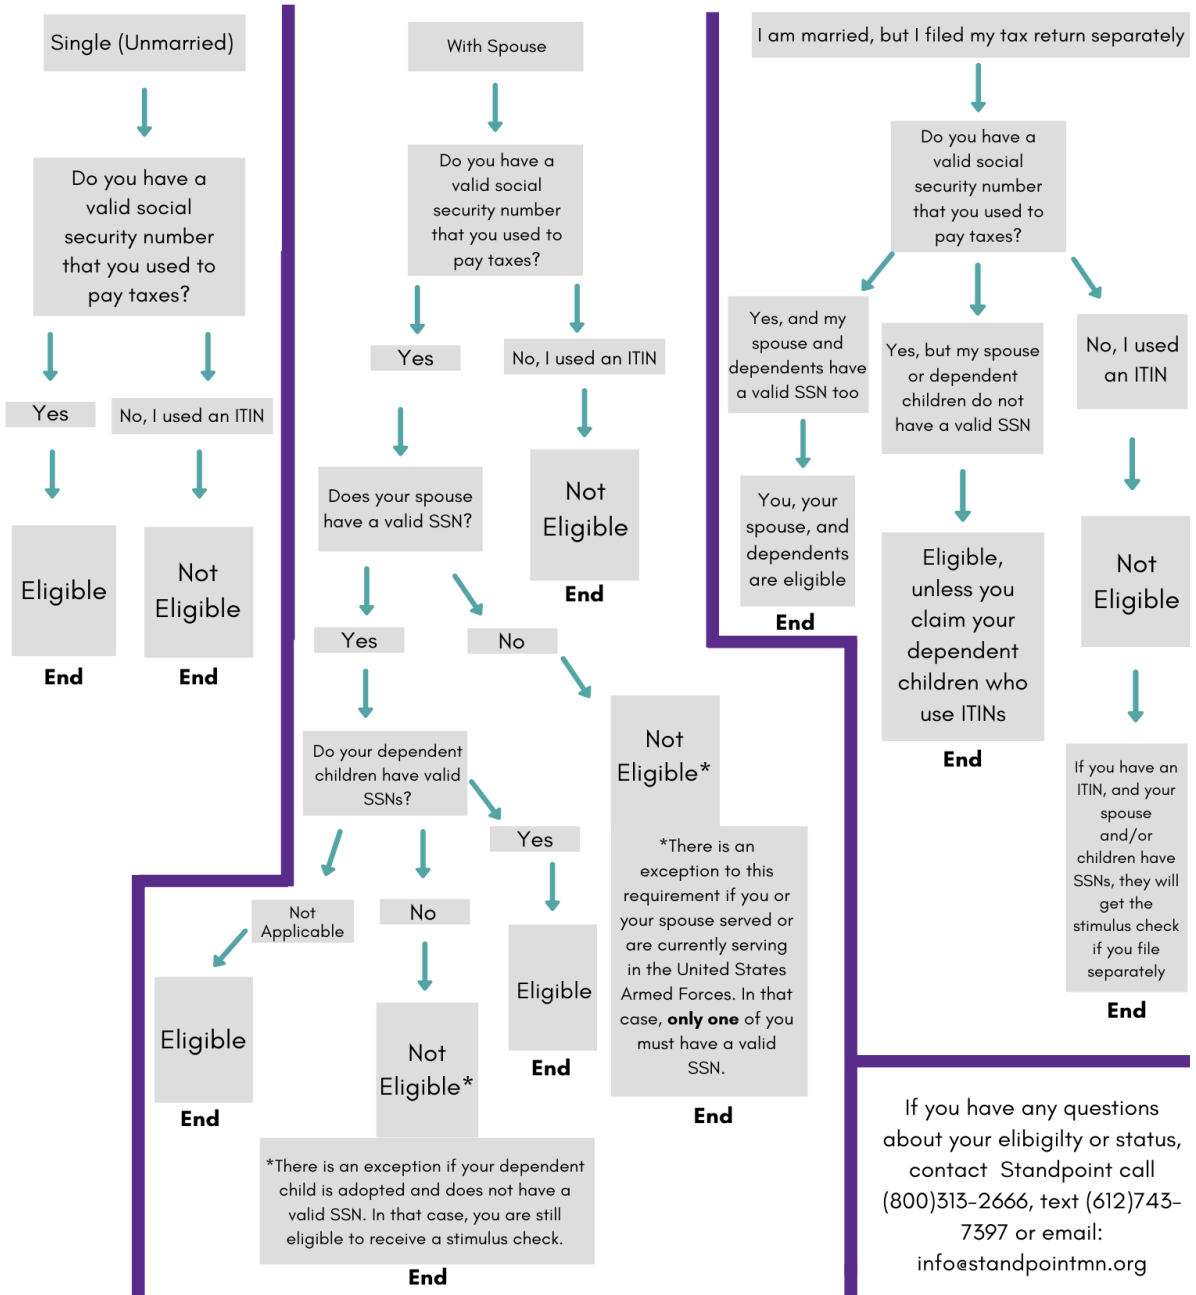 Single (Unmarried)
Do you have a
valid social
security number
that you used to
pay taxes?
Yes
No, I used an ITIN
Eligible
Not
Eligible
End
End
With Spouse
Do you have a
valid social
security number
that you used to
pay taxes?
Yes
No, I used an ITIN
Does your spouse
have a valid SSN?
Not
Eligible
End
Yes
No
Do your dependent
children have valid
SSNs?
Not
Eligible*
*There is an
exception to this
requirement if you or
your spouse served or
are currently serving
in the United States
Armed Forces. In that
case, only one of you
must have a valid
SSN.
End
Not
Applicable
No
Yes
Eligible
End
Not
Eligible*
*There is an exception if your dependent
child is adopted and does not have a
valid SSN. In that case, you are still
eligible to receive a stimulus check.
End
Eligible
End
I am married, but I filed my tax return separately
Do you have a
valid social
security number
that you used to
pay taxes?
Yes, and my
spouse and
dependents have
a valid SSN too
Yes, but my spouse
or dependent
children do not
have a valid SSN
No, I used
an ITIN
You, your
spouse, and
dependents
are eligible
End
Eligible,
unless you
claim your
dependent
children who
use ITINs
End
Not
Eligible
If you have an
ITIN, and your
spouse
and/or
children have
SSNs, they will
get the
stimulus check
if you file
separately
End
If you have any questions
about your elibigilty or status,
contact Standpoint call
(800)313-2666, text (612)743-
7397 or email:
info@standpointmn.org